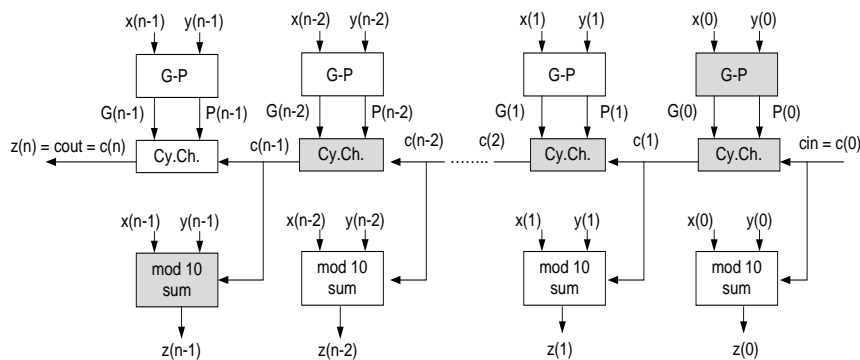 x(n-1) y(n-1) x(n-2) y(n-2) x(1) y(1) x(0) y(0)
G-P G-P G-P G-P
G(n-1) P(n-1) G(n-2) P(n-2) G(1) P(1) G(0) P(0)
z(n) = cout = c(n) Cy.Ch. c(n-1) Cy.Ch. c(n-2) ........ c(2) Cy.Ch. c(1) Cy.Ch. cin = c(0)
x(n-1) y(n-1) x(n-2) y(n-2) x(1) y(1) x(0) y(0)
mod 10 mod 10 mod 10 mod 10
sum sum sum sum
z(n-1) z(n-2) z(1) z(0)